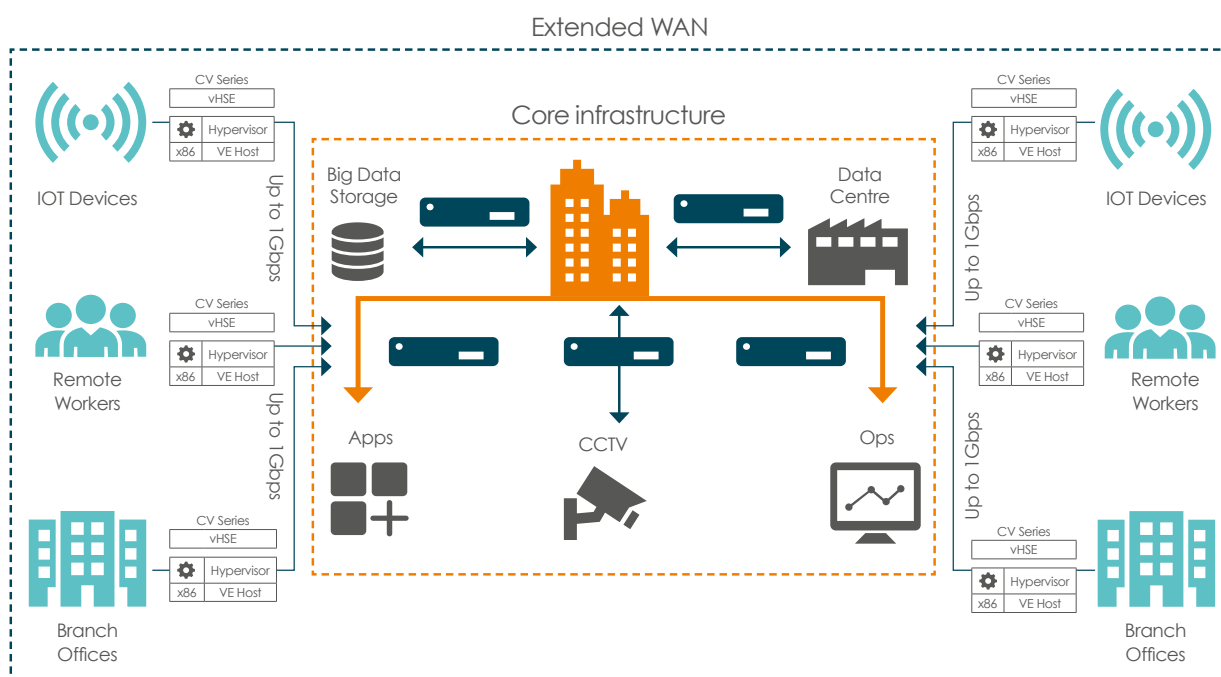 Extended WAN
CV Series
vHSE
Hypervisor
x86 VE Host
IOT Devices
Up to 1Gbps
CV Series
vHSE
Hypervisor
x86 VE Host
Remote
Workers
Up to 1Gbps
CV Series
vHSE
Hypervisor
x86 VE Host
Branch
Offices
Core infrastructure
Big Data
Storage
Data
Centre
Apps
CCTV
Ops
CV Series
vHSE
Hypervisor
x86 VE Host
IOT Devices
Up to 1Gbps
CV Series
vHSE
Hypervisor
x86 VE Host
Remote
Workers
Up to 1Gbps
CV Series
vHSE
Hypervisor
x86 VE Host
Branch
Offices